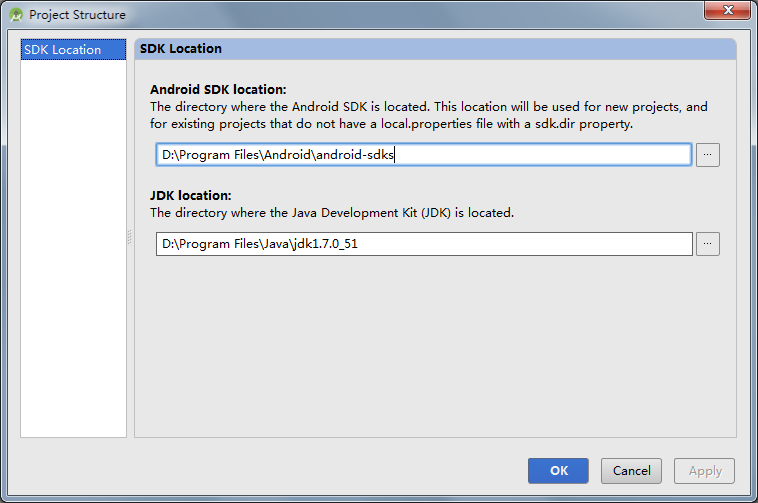 Project Structure
SDK Location
SDK Location
Android SDK location:
The directory where the Android SDK is located. This location will be used for new projects, and
for existing projects that do not have a local.properties file with a sdk.dir property.
D:\Program Files\Android\android-sdks
...
JDK location:
The directory where the Java Development Kit (JDK) is located.
D:\Program Files\Java\jdk1.7.0_51
...
OK
Cancel
Apply